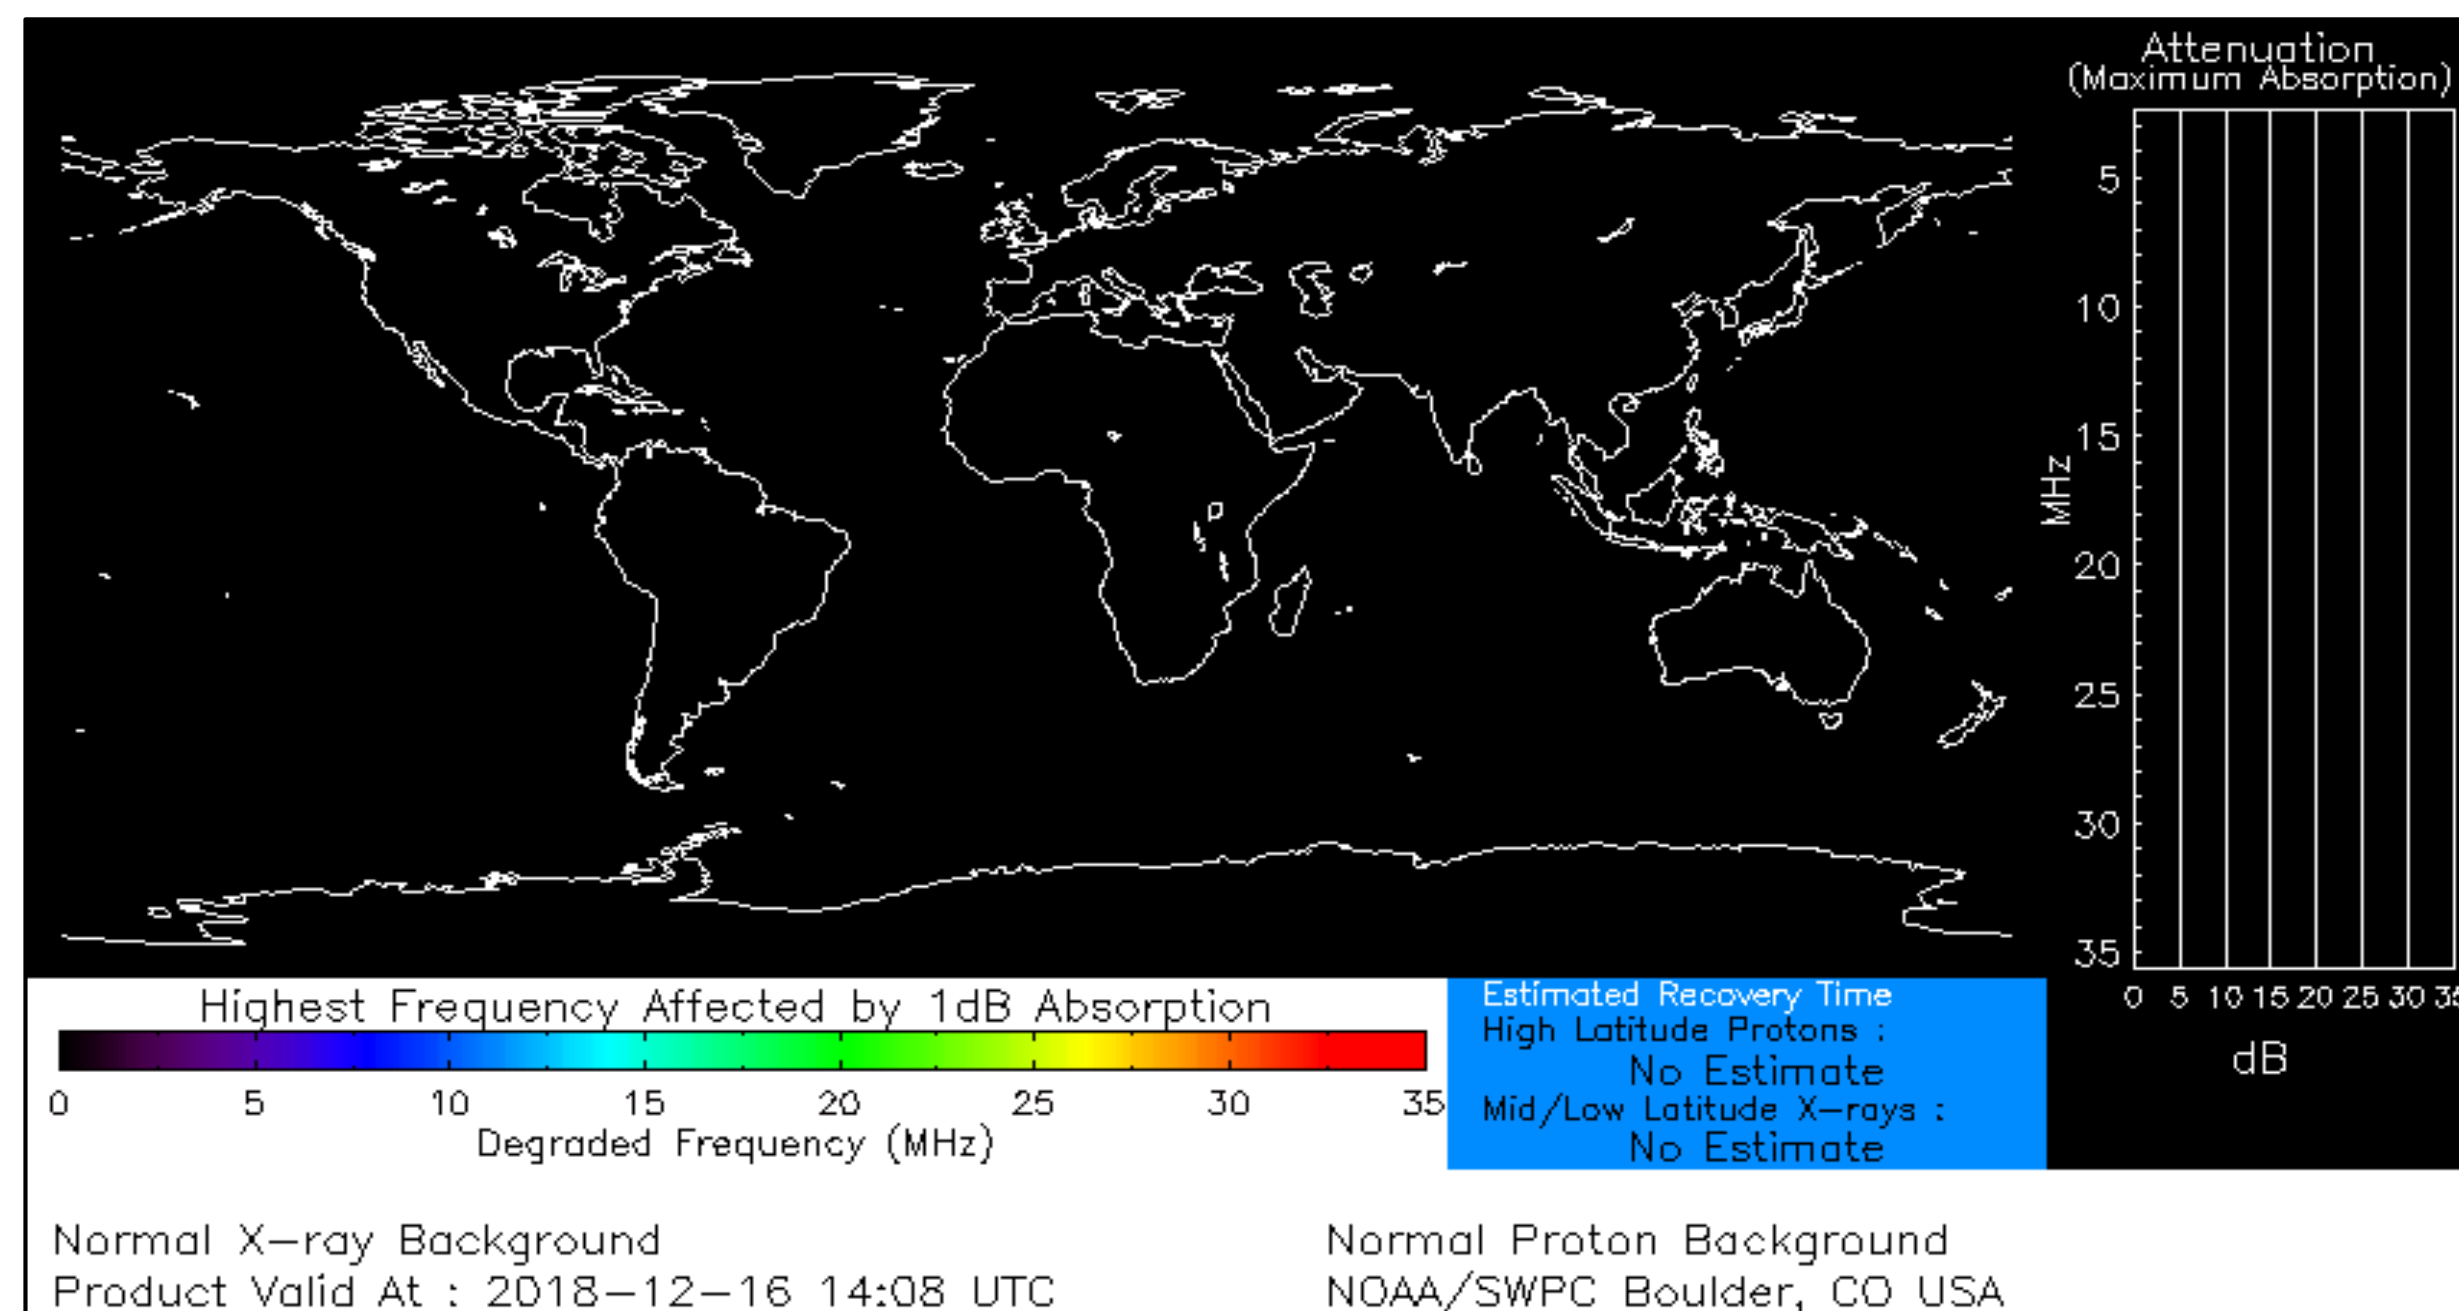 Attenuation
(Maximum Absorption)
5
10
15
20
25
30
35
MHz
0 5 10 15 20 25 30 35
dB
Highest Frequency Affected by 1dB Absorption
0 5 10 15 20 25 30 35
Degraded Frequency (MHz)
Estimated Recovery Time
High Latitude Protons :
No Estimate
Mid/Low Latitude X-rays :
No Estimate
Normal X-ray Background
Normal Proton Background
Product Valid At : 2018-12-16 14:08 UTC
NOAA/SWPC Boulder, CO USA